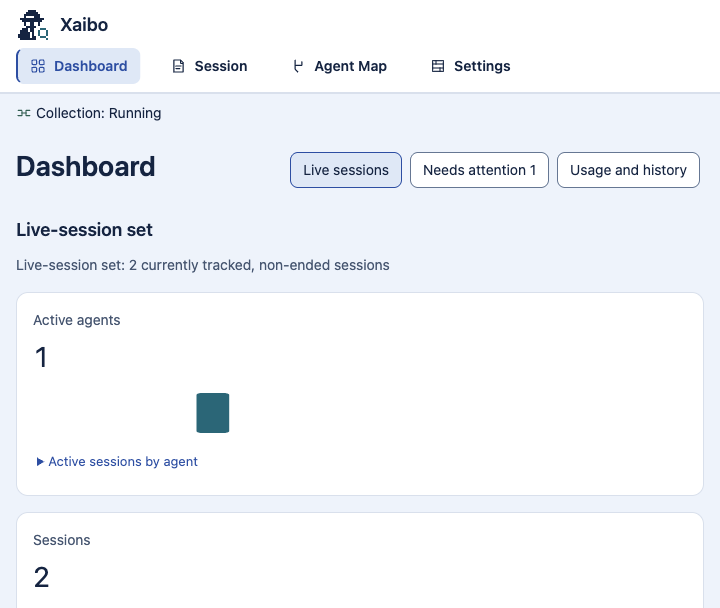 Xaibo
Dashboard
Session
Agent Map
Settings
Collection: Running
Dashboard
Live sessions
Needs attention 1
Usage and history
Live-session set
Live-session set: 2 currently tracked, non-ended sessions
Active agents
1
Active sessions by agent
Sessions
2